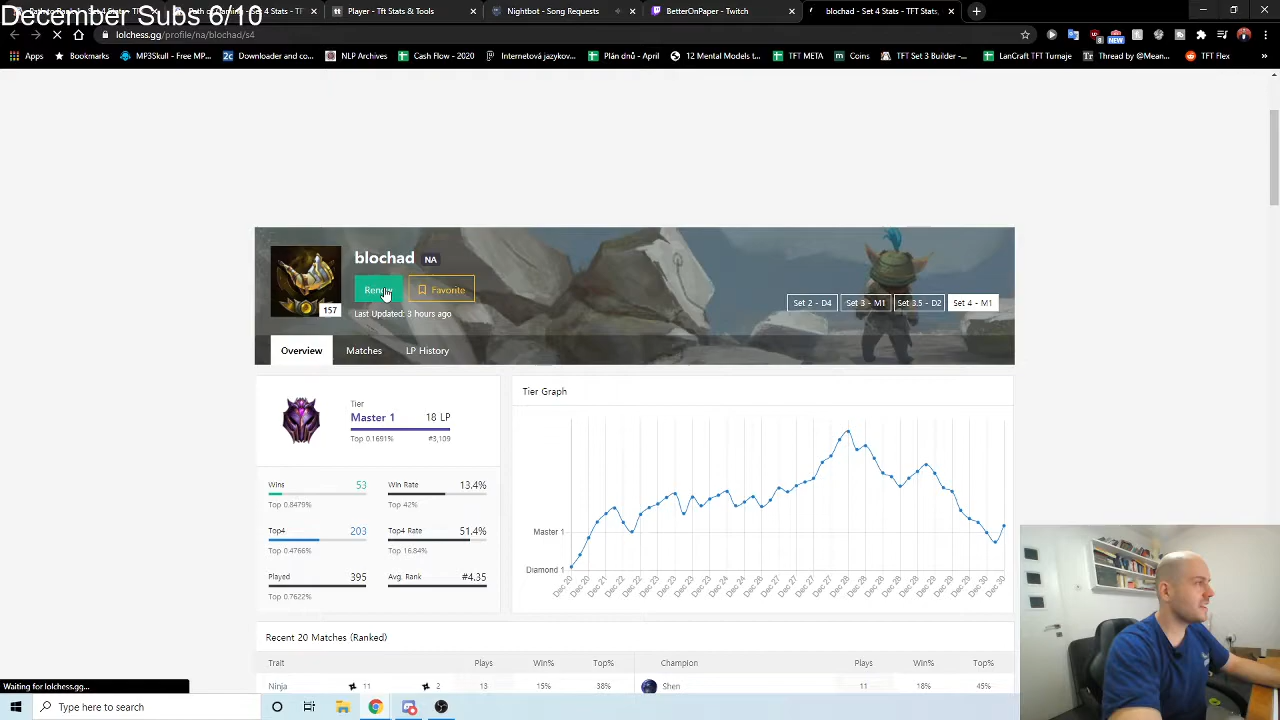 December Subs 6/10
Player - Tft Stats & Tools
Nightbot - Song Requests
BetterOnPaper - Twitch
blochad - Set 4 Stats - TFT Stats,
lolchess.gg/profile/na/blochad/s4
NEW
Apps
Bookmarks
MP3Skull - Free MP...
Downloader and co...
NLP Archives
Cash Flow - 2020
Internetová jazykov...
Plán dnů - April
12 Mental Models t...
TFT META
Coins
TFT Set 3 Builder -...
LanCraft TFT Turnaje
Thread by @Mean...
TFT Flex
»
blochad NA
Favorite
157
Last Updated: 3 hours ago
Set 2 - D4
Set 3 - M1
Set 3.5 - D2
Set 4 - M1
Overview
Matches
LP History
Tier
Master 1 18 LP
Top 0.1691% #3,109
Wins 53
Top 0.8479%
Win Rate 13.4%
Top 42%
Top4 203
Top 0.4766%
Top4 Rate 51.4%
Top 16.84%
Played 395
Top 0.7622%
Avg. Rank #4.35
Tier Graph
Master 1
Diamond 1
Recent 20 Matches (Ranked)
Trait Plays Win% Top%
Ninja 11 2 13 15% 38%
Champion Plays Win% Top%
Shen 11 18% 45%
Waiting for lolchess.gg...
Type here to search